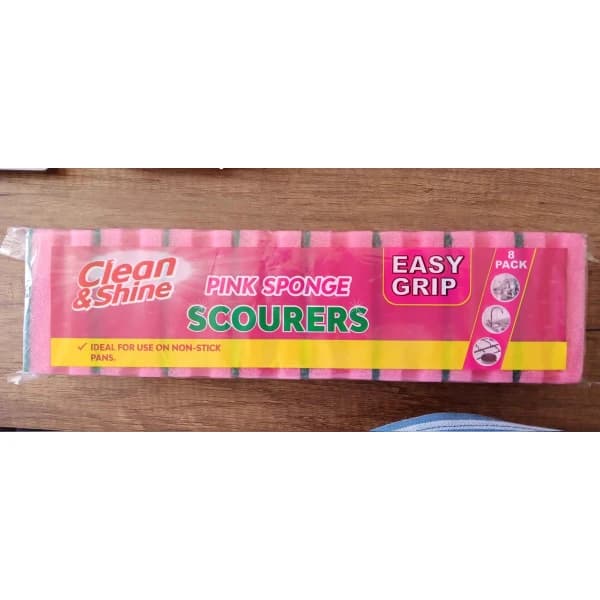 Clean
&Shine
PINK SPONGE
SCOURERS
EASY
GRIP
8
PACK
✓ IDEAL FOR USE ON NON-STICK
PANS.